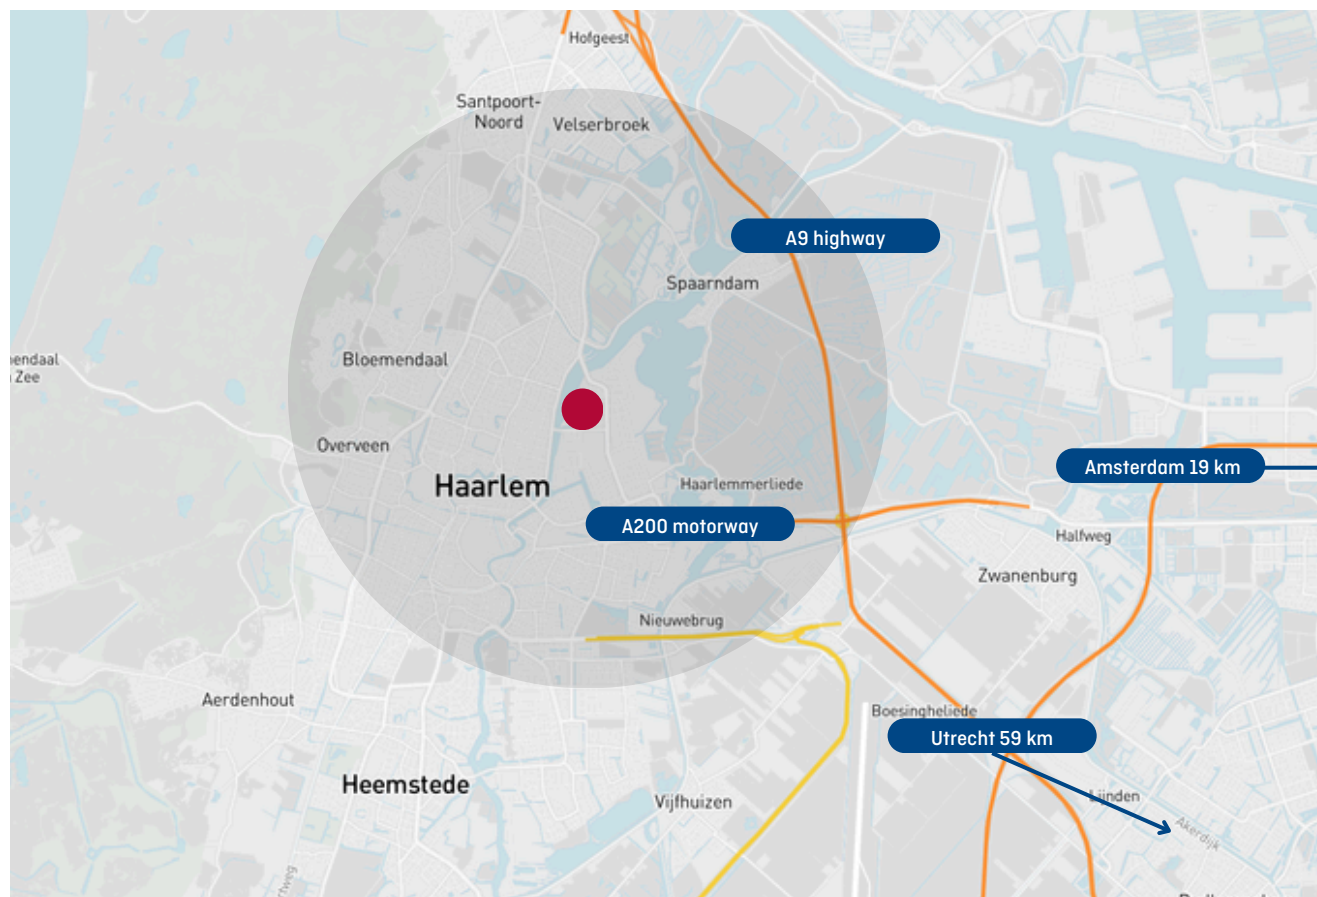 Hofgeest
Santpoort-
Noord
Velserbroek
A9 highway
Spaarndam
Bloemendaal
Zee
Overveen
Amsterdam 19 km
Haarlem
Haarlemmerliede
A200 motorway
Halfweg
Zwanenburg
Nieuwebrug
Aerdenhout
Boesingheliede
Utrecht 59 km
Heemstede
Vijfhuizen
Lijnden
Akerdijk